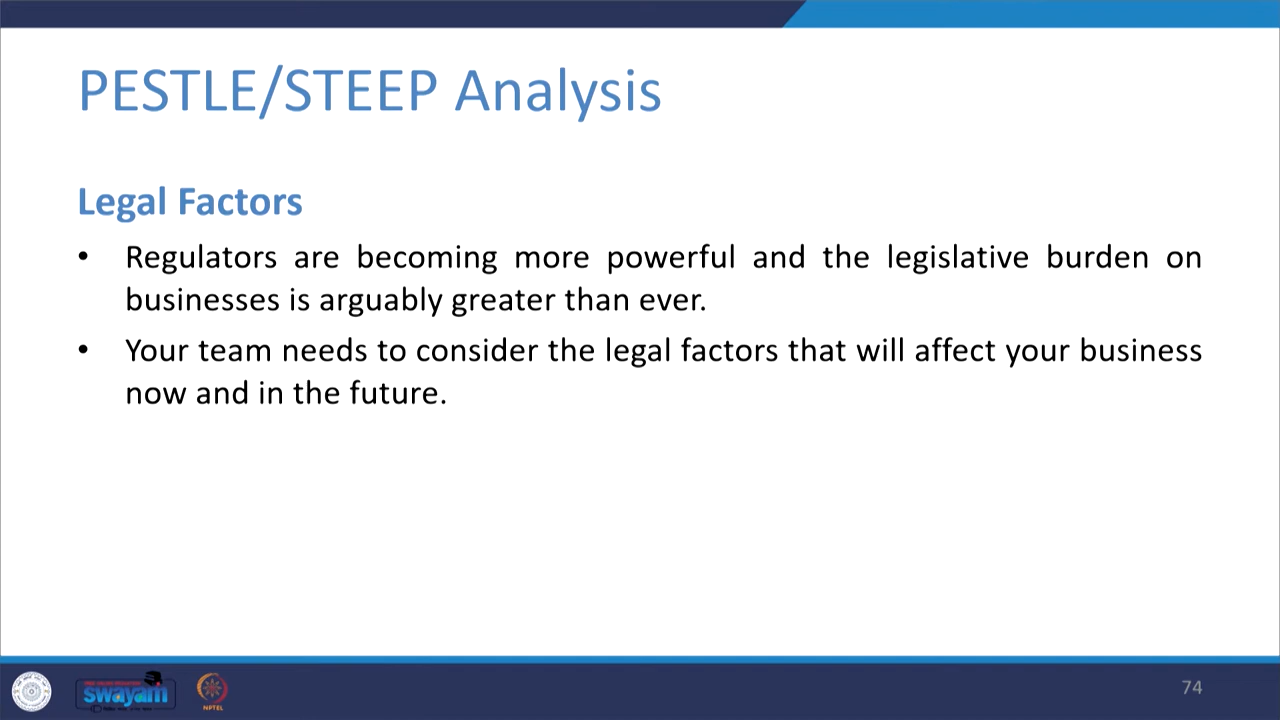 PESTLE/STEEP Analysis
Legal Factors
• Regulators are becoming more powerful and the legislative burden on
businesses is arguably greater than ever.
• Your team needs to consider the legal factors that will affect your business
now and in the future.
swayam
NPTEL
74